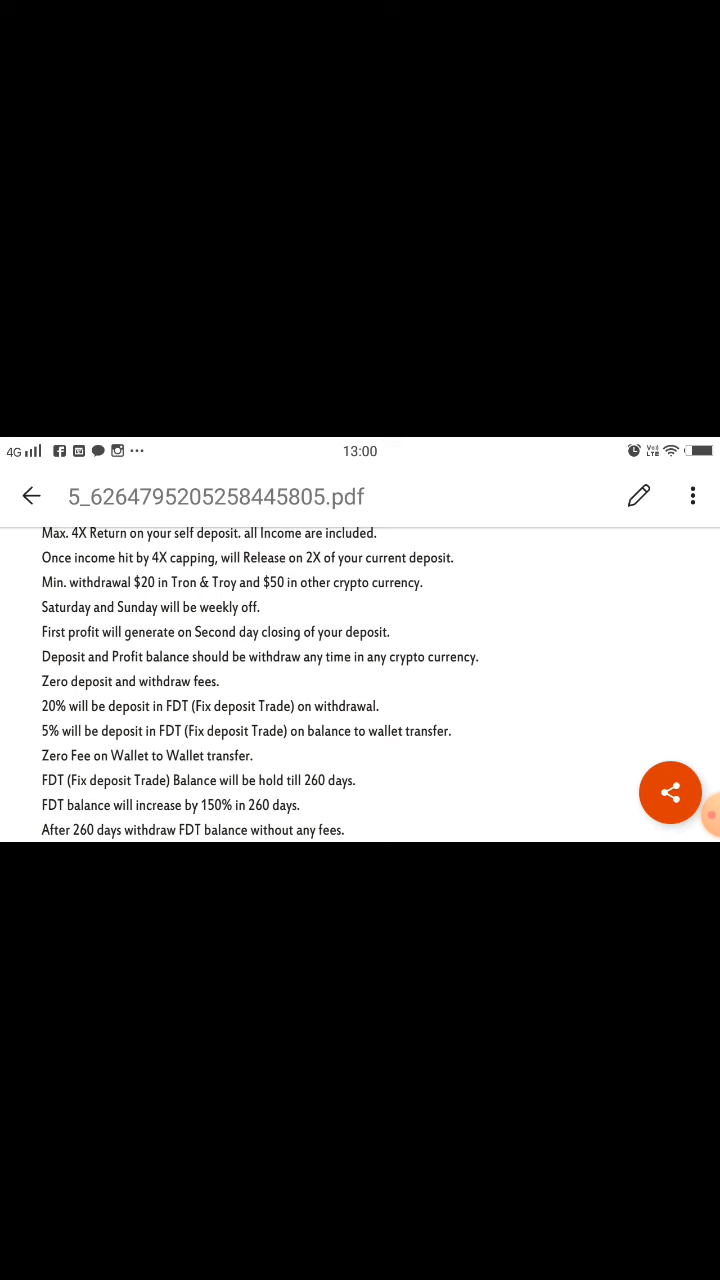 4G 13:00 VoLTE
5_6264795205258445805.pdf
Max. 4X Return on your self deposit. all Income are included.
Once income hit by 4X capping, will Release on 2X of your current deposit.
Min. withdrawal $20 in Tron & Troy and $50 in other crypto currency.
Saturday and Sunday will be weekly off.
First profit will generate on Second day closing of your deposit.
Deposit and Profit balance should be withdraw any time in any crypto currency.
Zero deposit and withdraw fees.
20% will be deposit in FDT (Fix deposit Trade) on withdrawal.
5% will be deposit in FDT (Fix deposit Trade) on balance to wallet transfer.
Zero Fee on Wallet to Wallet transfer.
FDT (Fix deposit Trade) Balance will be hold till 260 days.
FDT balance will increase by 150% in 260 days.
After 260 days withdraw FDT balance without any fees.